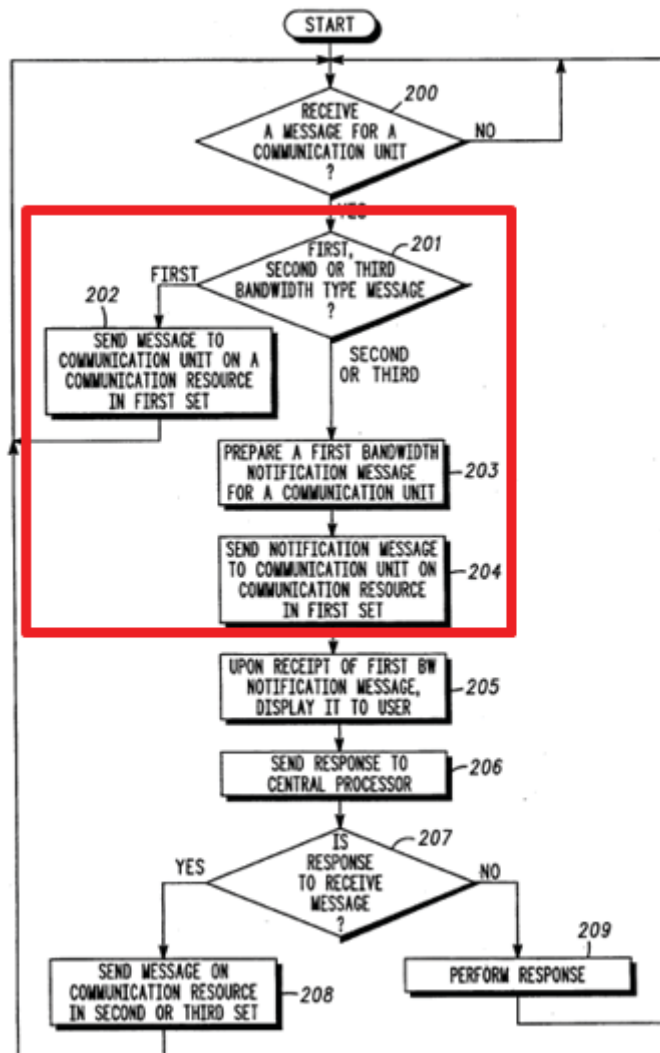 START
200
RECEIVE
A MESSAGE FOR A
COMMUNICATION UNIT
?
NO
YES
201
FIRST,
SECOND OR THIRD
BANDWIDTH TYPE MESSAGE
?
FIRST
202
SEND MESSAGE TO
COMMUNICATION UNIT ON A
COMMUNICATION RESOURCE
IN FIRST SET
SECOND
OR THIRD
PREPARE A FIRST BANDWIDTH
NOTIFICATION MESSAGE
FOR A COMMUNICATION UNIT
203
SEND NOTIFICATION MESSAGE
TO COMMUNICATION UNIT ON
COMMUNICATION RESOURCE
IN FIRST SET
204
UPON RECEIPT OF FIRST BW
NOTIFICATION MESSAGE,
DISPLAY IT TO USER
205
SEND RESPONSE TO
CENTRAL PROCESSOR
206
207
IS
RESPONSE
TO RECEIVE
MESSAGE
?
YES
NO
SEND MESSAGE ON
COMMUNICATION RESOURCE
IN SECOND OR THIRD SET
208
209
PERFORM RESPONSE